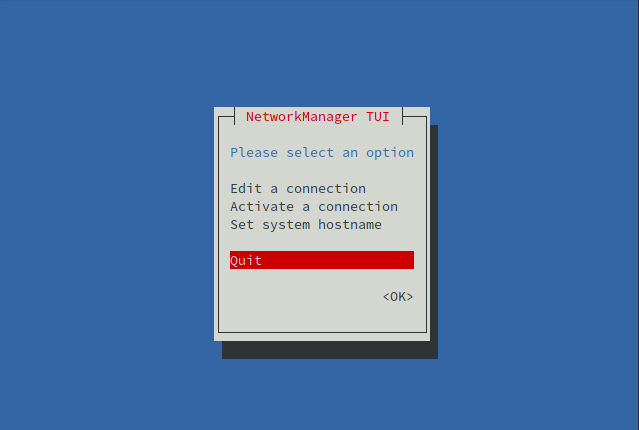 NetworkManager TUI
Please select an option
Edit a connection
Activate a connection
Set system hostname
Quit
<OK>